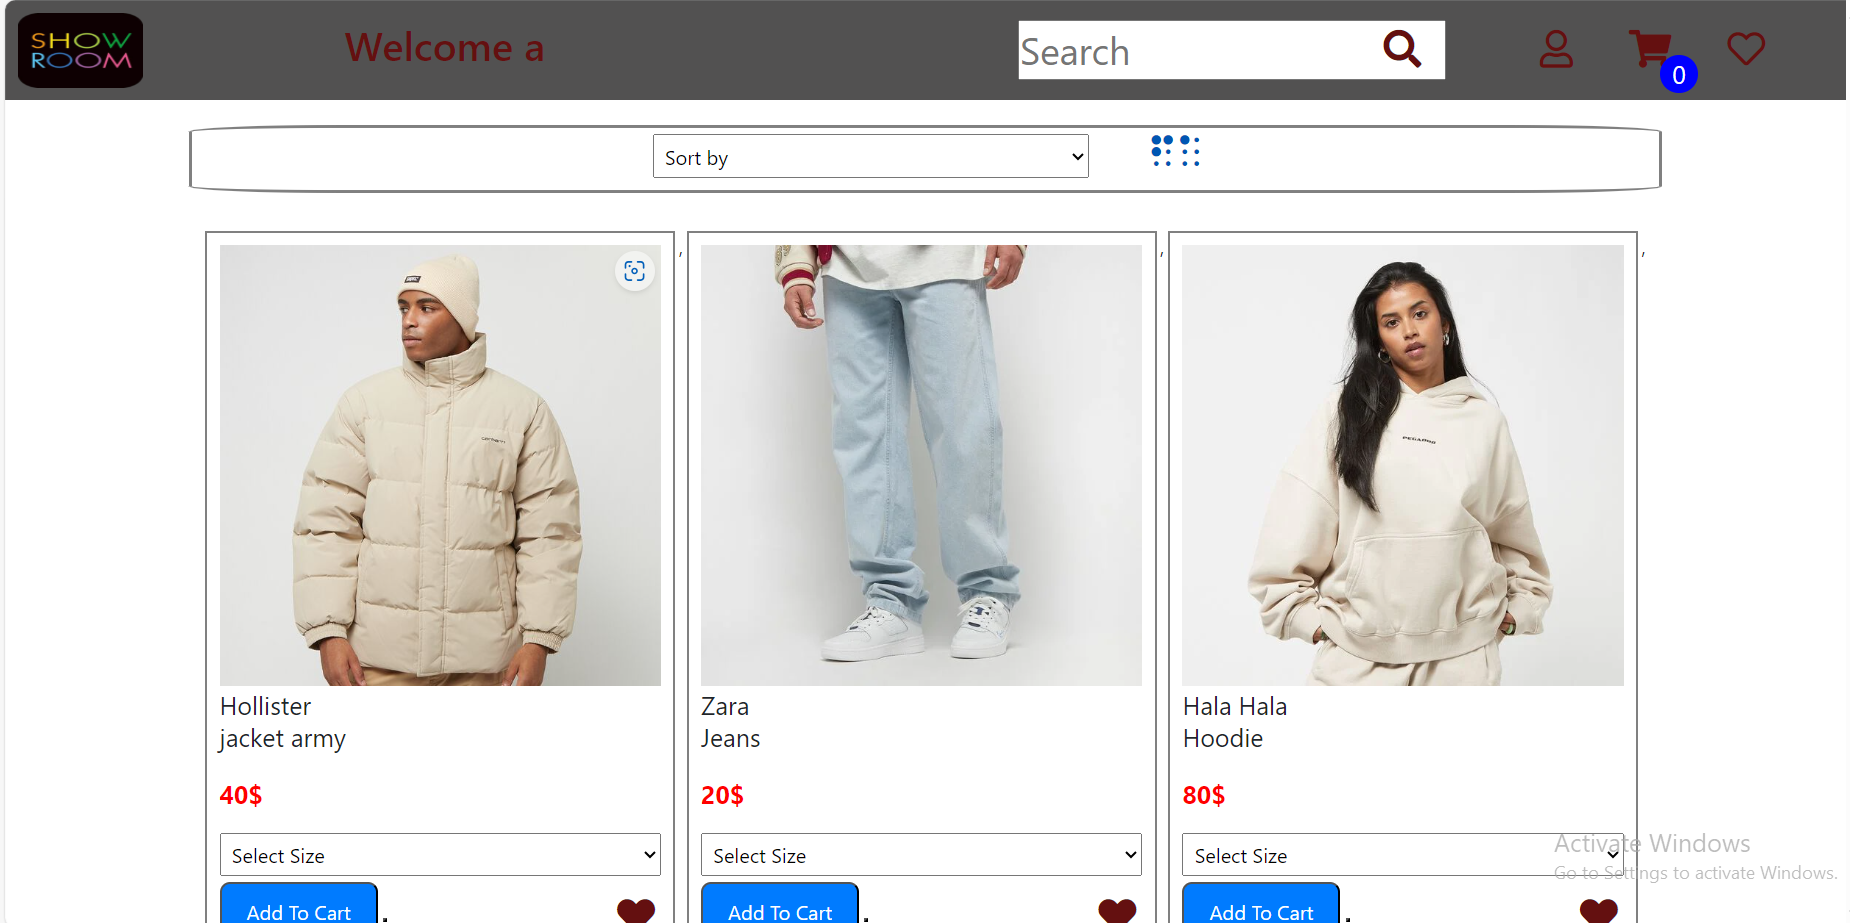 SHOW
ROOM
Welcome a
Search
0
Sort by
, , ,
Hollister
jacket army
40$
Select Size
Add To Cart .
Zara
Jeans
20$
Select Size
Add To Cart .
Hala Hala
Hoodie
80$
Select Size
Add To Cart .
Activate Windows
Go to Settings to activate Windows.